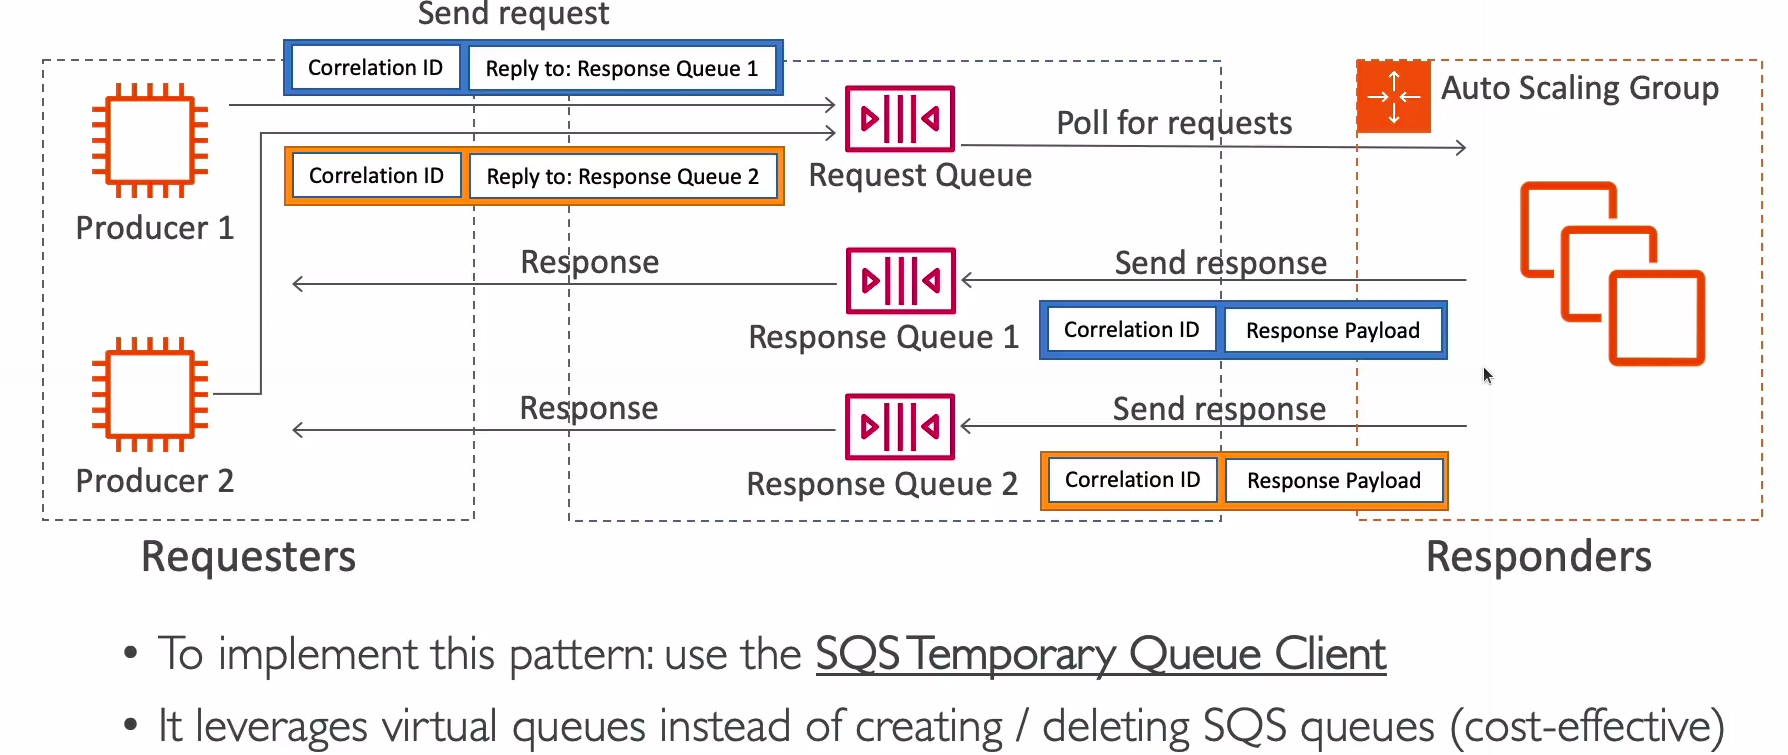 Send request
Correlation ID
Reply to: Response Queue 1
Auto Scaling Group
Poll for requests
Correlation ID
Reply to: Response Queue 2
Request Queue
Producer 1
Response
Send response
Response Queue 1
Correlation ID
Response Payload
Response
Send response
Producer 2
Response Queue 2
Correlation ID
Response Payload
Requesters
Responders
• To implement this pattern: use the SQS Temporary Queue Client
• It leverages virtual queues instead of creating / deleting SQS queues (cost-effective)